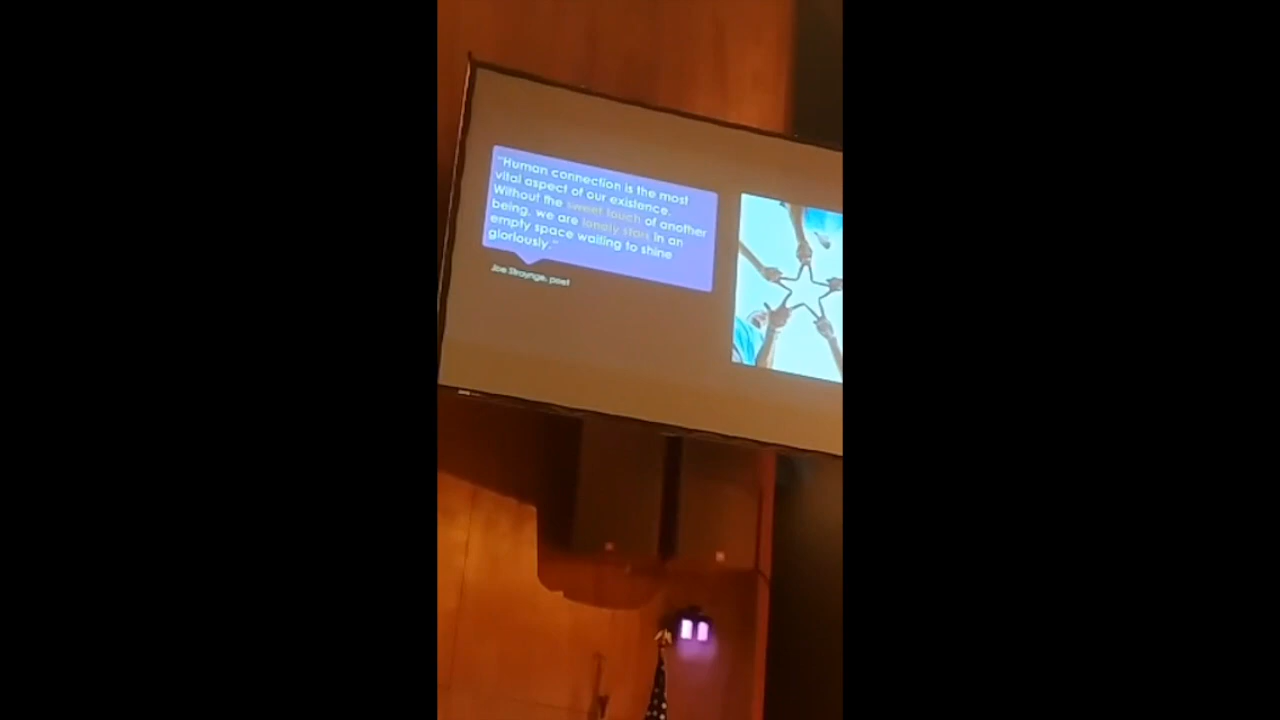 "Human connection is the most
vital aspect of our existence.
Without the sweet touch of another
being, we are lonely stars in an
empty space waiting to shine
gloriously."
Joe Straynge, poet